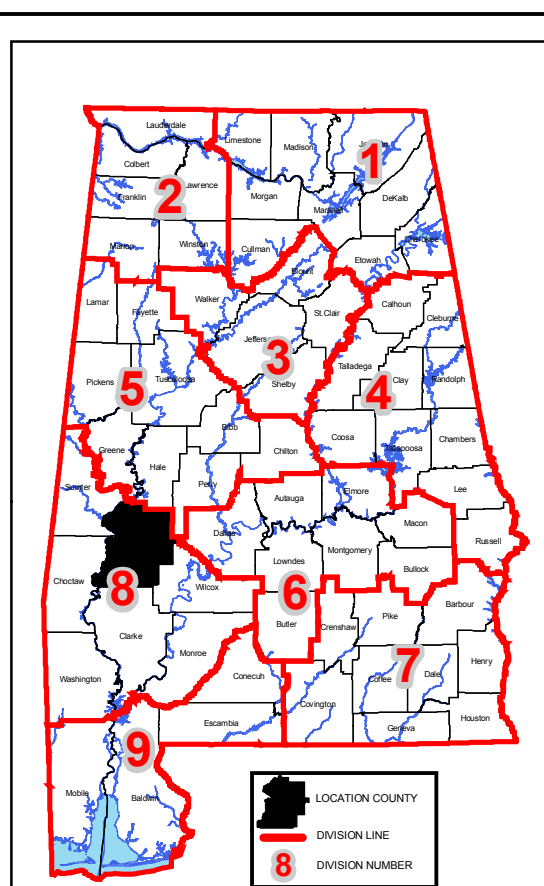 Lauderdale
Limestone
Madison
Jackson
1
Colbert
Lawrence
Franklin
2
Morgan
Marshall
DeKalb
Marion
Winston
Cullman
Cherokee
Etowah
Blount
Lamar
Fayette
Walker
St.Clair
Calhoun
Cleburne
Jefferson
3
Talladega
Pickens
5
Tuscaloosa
Shelby
4
Clay
Randolph
Bibb
Greene
Hale
Chilton
Coosa
Tallapoosa
Chambers
Sumter
Perry
Autauga
Elmore
Lee
Macon
Dallas
Russell
Lowndes
Montgomery
Choctaw
8
Wilcox
6
Bullock
Butler
Crenshaw
Pike
Barbour
Clarke
Monroe
7
Washington
Conecuh
Coffee
Dale
Henry
Covington
Escambia
Geneva
Houston
9
Mobile
Baldwin
LOCATION COUNTY
DIVISION LINE
8 DIVISION NUMBER